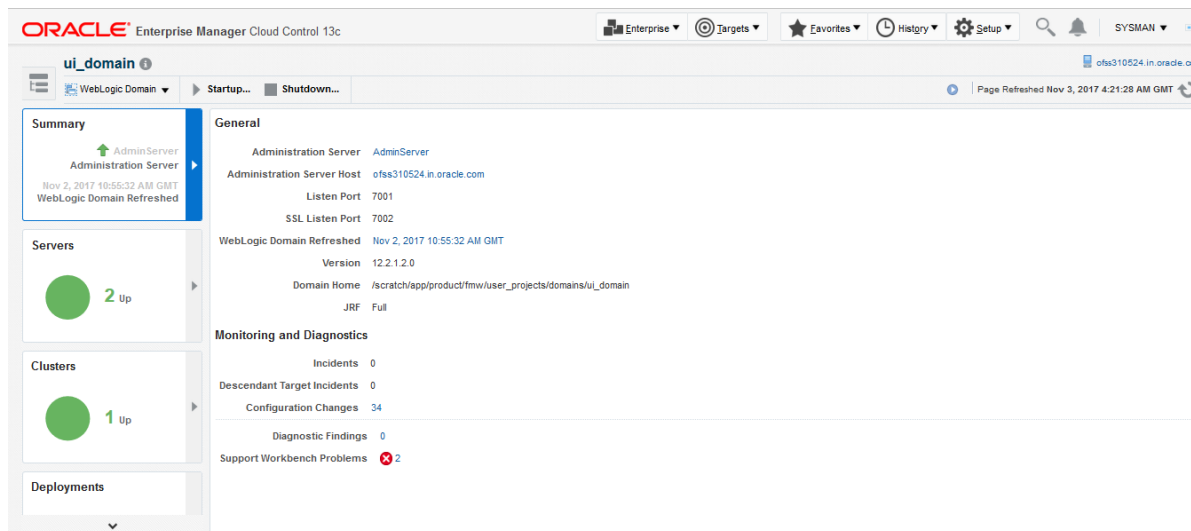 ORACLE Enterprise Manager Cloud Control 13c
Enterprise Targets Favorites History Setup SYSMAN
ui_domain
ofss310524.in.oracle.co
WebLogic Domain Startup... Shutdown...
Page Refreshed Nov 3, 2017 4:21:28 AM GMT
Summary
AdminServer
Administration Server
Nov 2, 2017 10:55:32 AM GMT
WebLogic Domain Refreshed
Servers
2 Up
Clusters
1 Up
Deployments
General
Administration Server AdminServer
Administration Server Host ofss310524.in.oracle.com
Listen Port 7001
SSL Listen Port 7002
WebLogic Domain Refreshed Nov 2, 2017 10:55:32 AM GMT
Version 12.2.1.2.0
Domain Home /scratch/app/product/fmw/user_projects/domains/ui_domain
JRF Full
Monitoring and Diagnostics
Incidents 0
Descendant Target Incidents 0
Configuration Changes 34
Diagnostic Findings 0
Support Workbench Problems 2